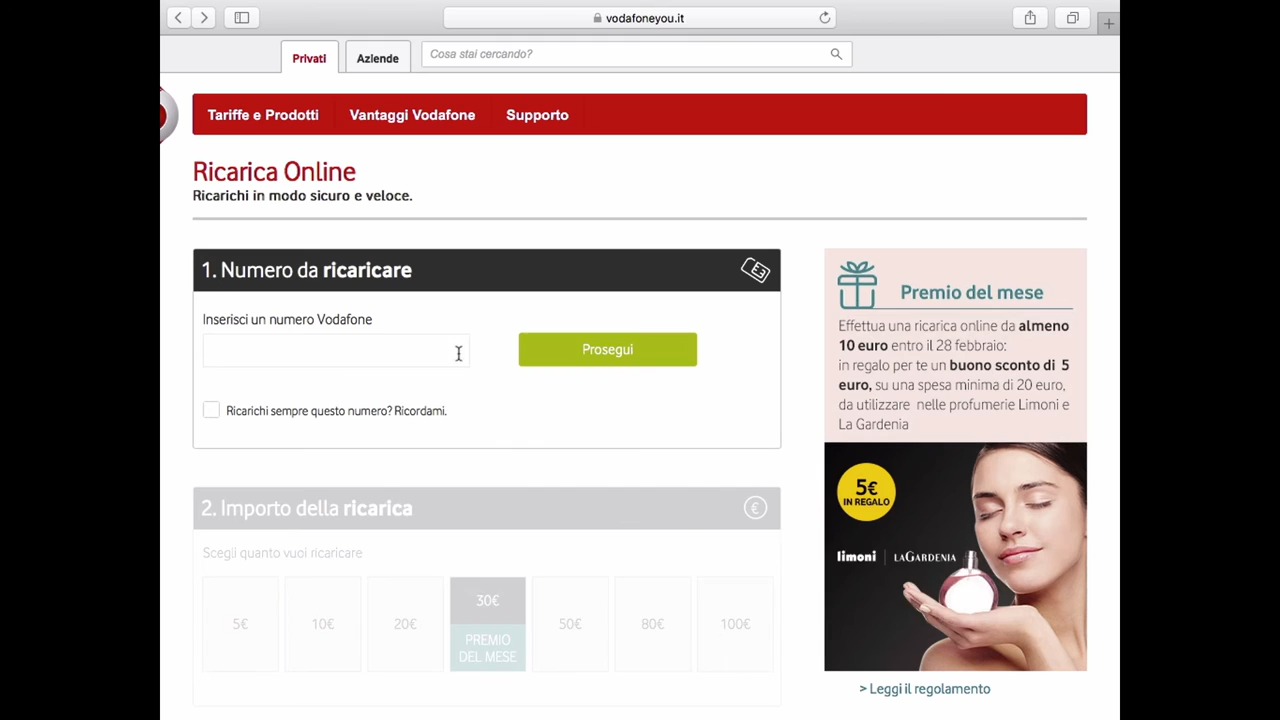 vodafoneyou.it
Privati
Aziende
Cosa stai cercando?
Tariffe e Prodotti
Vantaggi Vodafone
Supporto
Ricarica Online
Ricarichi in modo sicuro e veloce.
1. Numero da ricaricare
Inserisci un numero Vodafone
Prosegui
Ricarichi sempre questo numero? Ricordami.
2. Importo della ricarica
€
Scegli quanto vuoi ricaricare
5€
10€
20€
30€
PREMIO
DEL MESE
50€
80€
100€
Premio del mese
Effettua una ricarica online da almeno
10 euro entro il 28 febbraio:
in regalo per te un buono sconto di 5
euro, su una spesa minima di 20 euro,
da utilizzare nelle profumerie Limoni e
La Gardenia
5€
IN REGALO
limoni | LAGARDENIA
> Leggi il regolamento